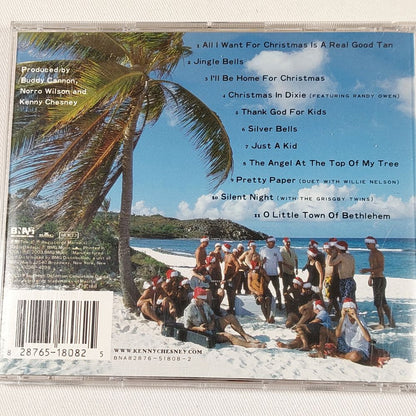 1 All I Want For Christmas Is A Real Good Tan
2 Jingle Bells
3 I'll Be Home For Christmas
4 Christmas In Dixie (FEATURING RANDY OWEN)
5 Thank God For Kids
6 Silver Bells
7 Just A Kid
8 The Angel At The Top Of My Tree
9 Pretty Paper (DUET WITH WILLIE NELSON)
10 Silent Night (WITH THE GRIGSBY TWINS)
11 O Little Town Of Bethlehem
Produced by
Buddy Cannon,
Norro Wilson and
Kenny Chesney
BNA
8 28765-18082 5
WWW.KENNYCHESNEY.COM
BNA82876-51808-2